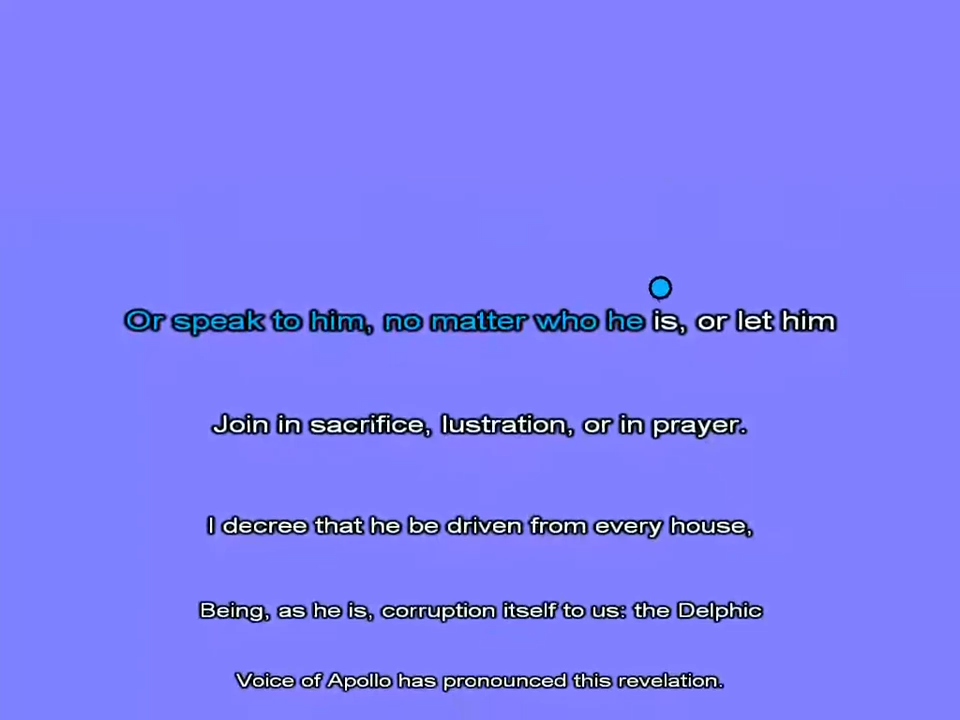 Or speak to him, no matter who he is, or let him
Join in sacrifice, lustration, or in prayer.
I decree that he be driven from every house,
Being, as he is, corruption itself to us: the Delphic
Voice of Apollo has pronounced this revelation.